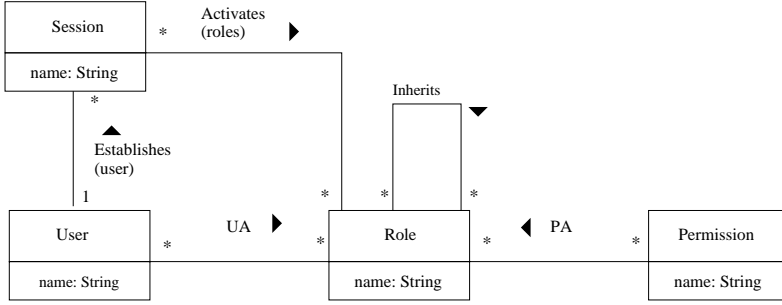 Session
name: String
*
Activates
(roles)
Inherits
*
Establishes
(user)
1
*
*
*
User
name: String
*
UA
*
Role
name: String
*
PA
*
Permission
name: String